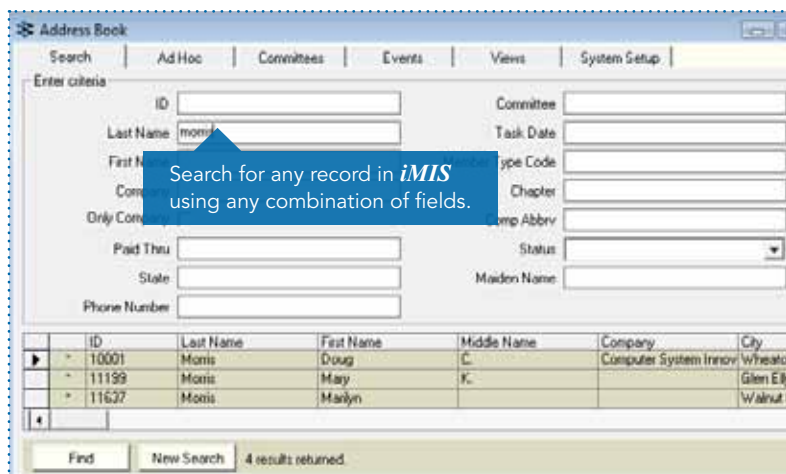 Address Book
Search | Ad Hoc | Committees | Events | Views | System Setup |
Enter criteria
ID
Committee
Last Name morris
Task Date
First Name
Type Code
Search for any record in iMIS
using any combination of fields.
Chapter
Only Company
Comp Abbrv
Paid Thru
Status
State
Maiden Name
Phone Number
ID Last Name First Name Middle Name Company City
* 10001 Morris Doug C. Computer System Innov Wheato
* 11199 Morris Mary K. Glen Ell
* 11637 Morris Marilyn Walnut
Find New Search 4 results returned.